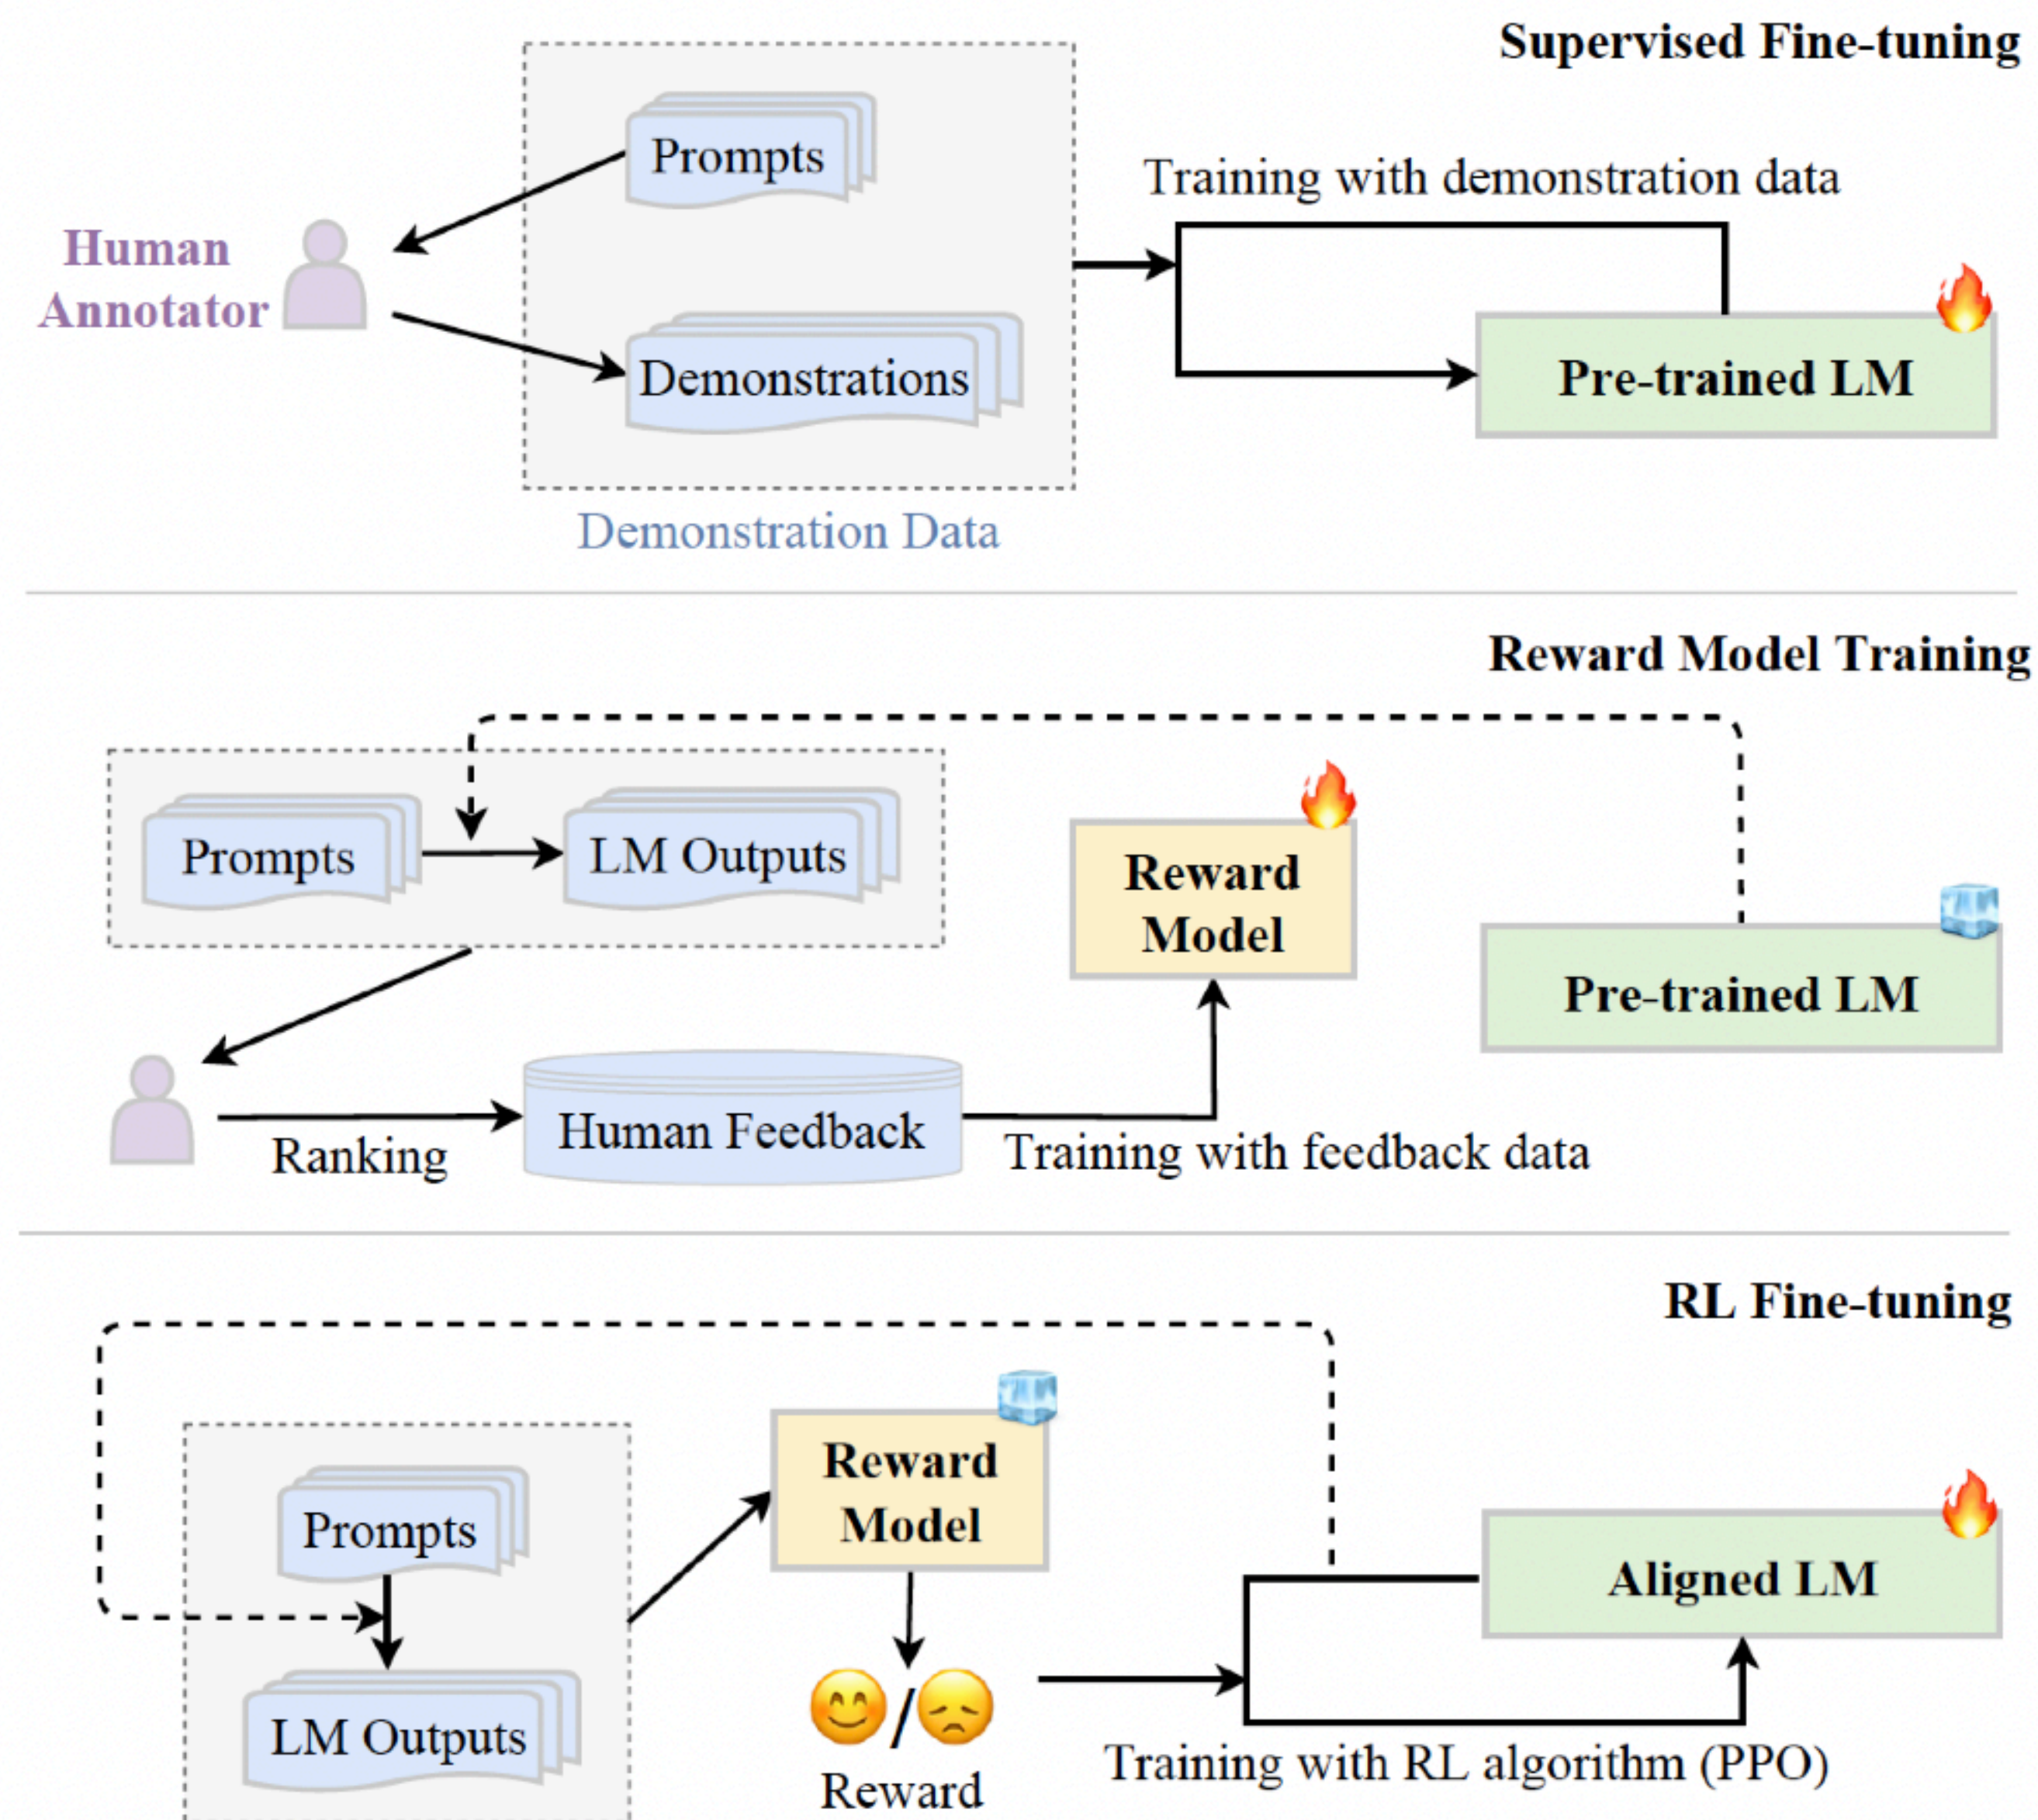 Supervised Fine-tuning
Prompts
Training with demonstration data
Human
Annotator
Demonstrations
Pre-trained LM
Demonstration Data
Reward Model Training
Prompts
LM Outputs
Reward
Model
Pre-trained LM
Ranking
Human Feedback
Training with feedback data
RL Fine-tuning
Reward
Model
Prompts
Aligned LM
LM Outputs
/
Reward
Training with RL algorithm (PPO)